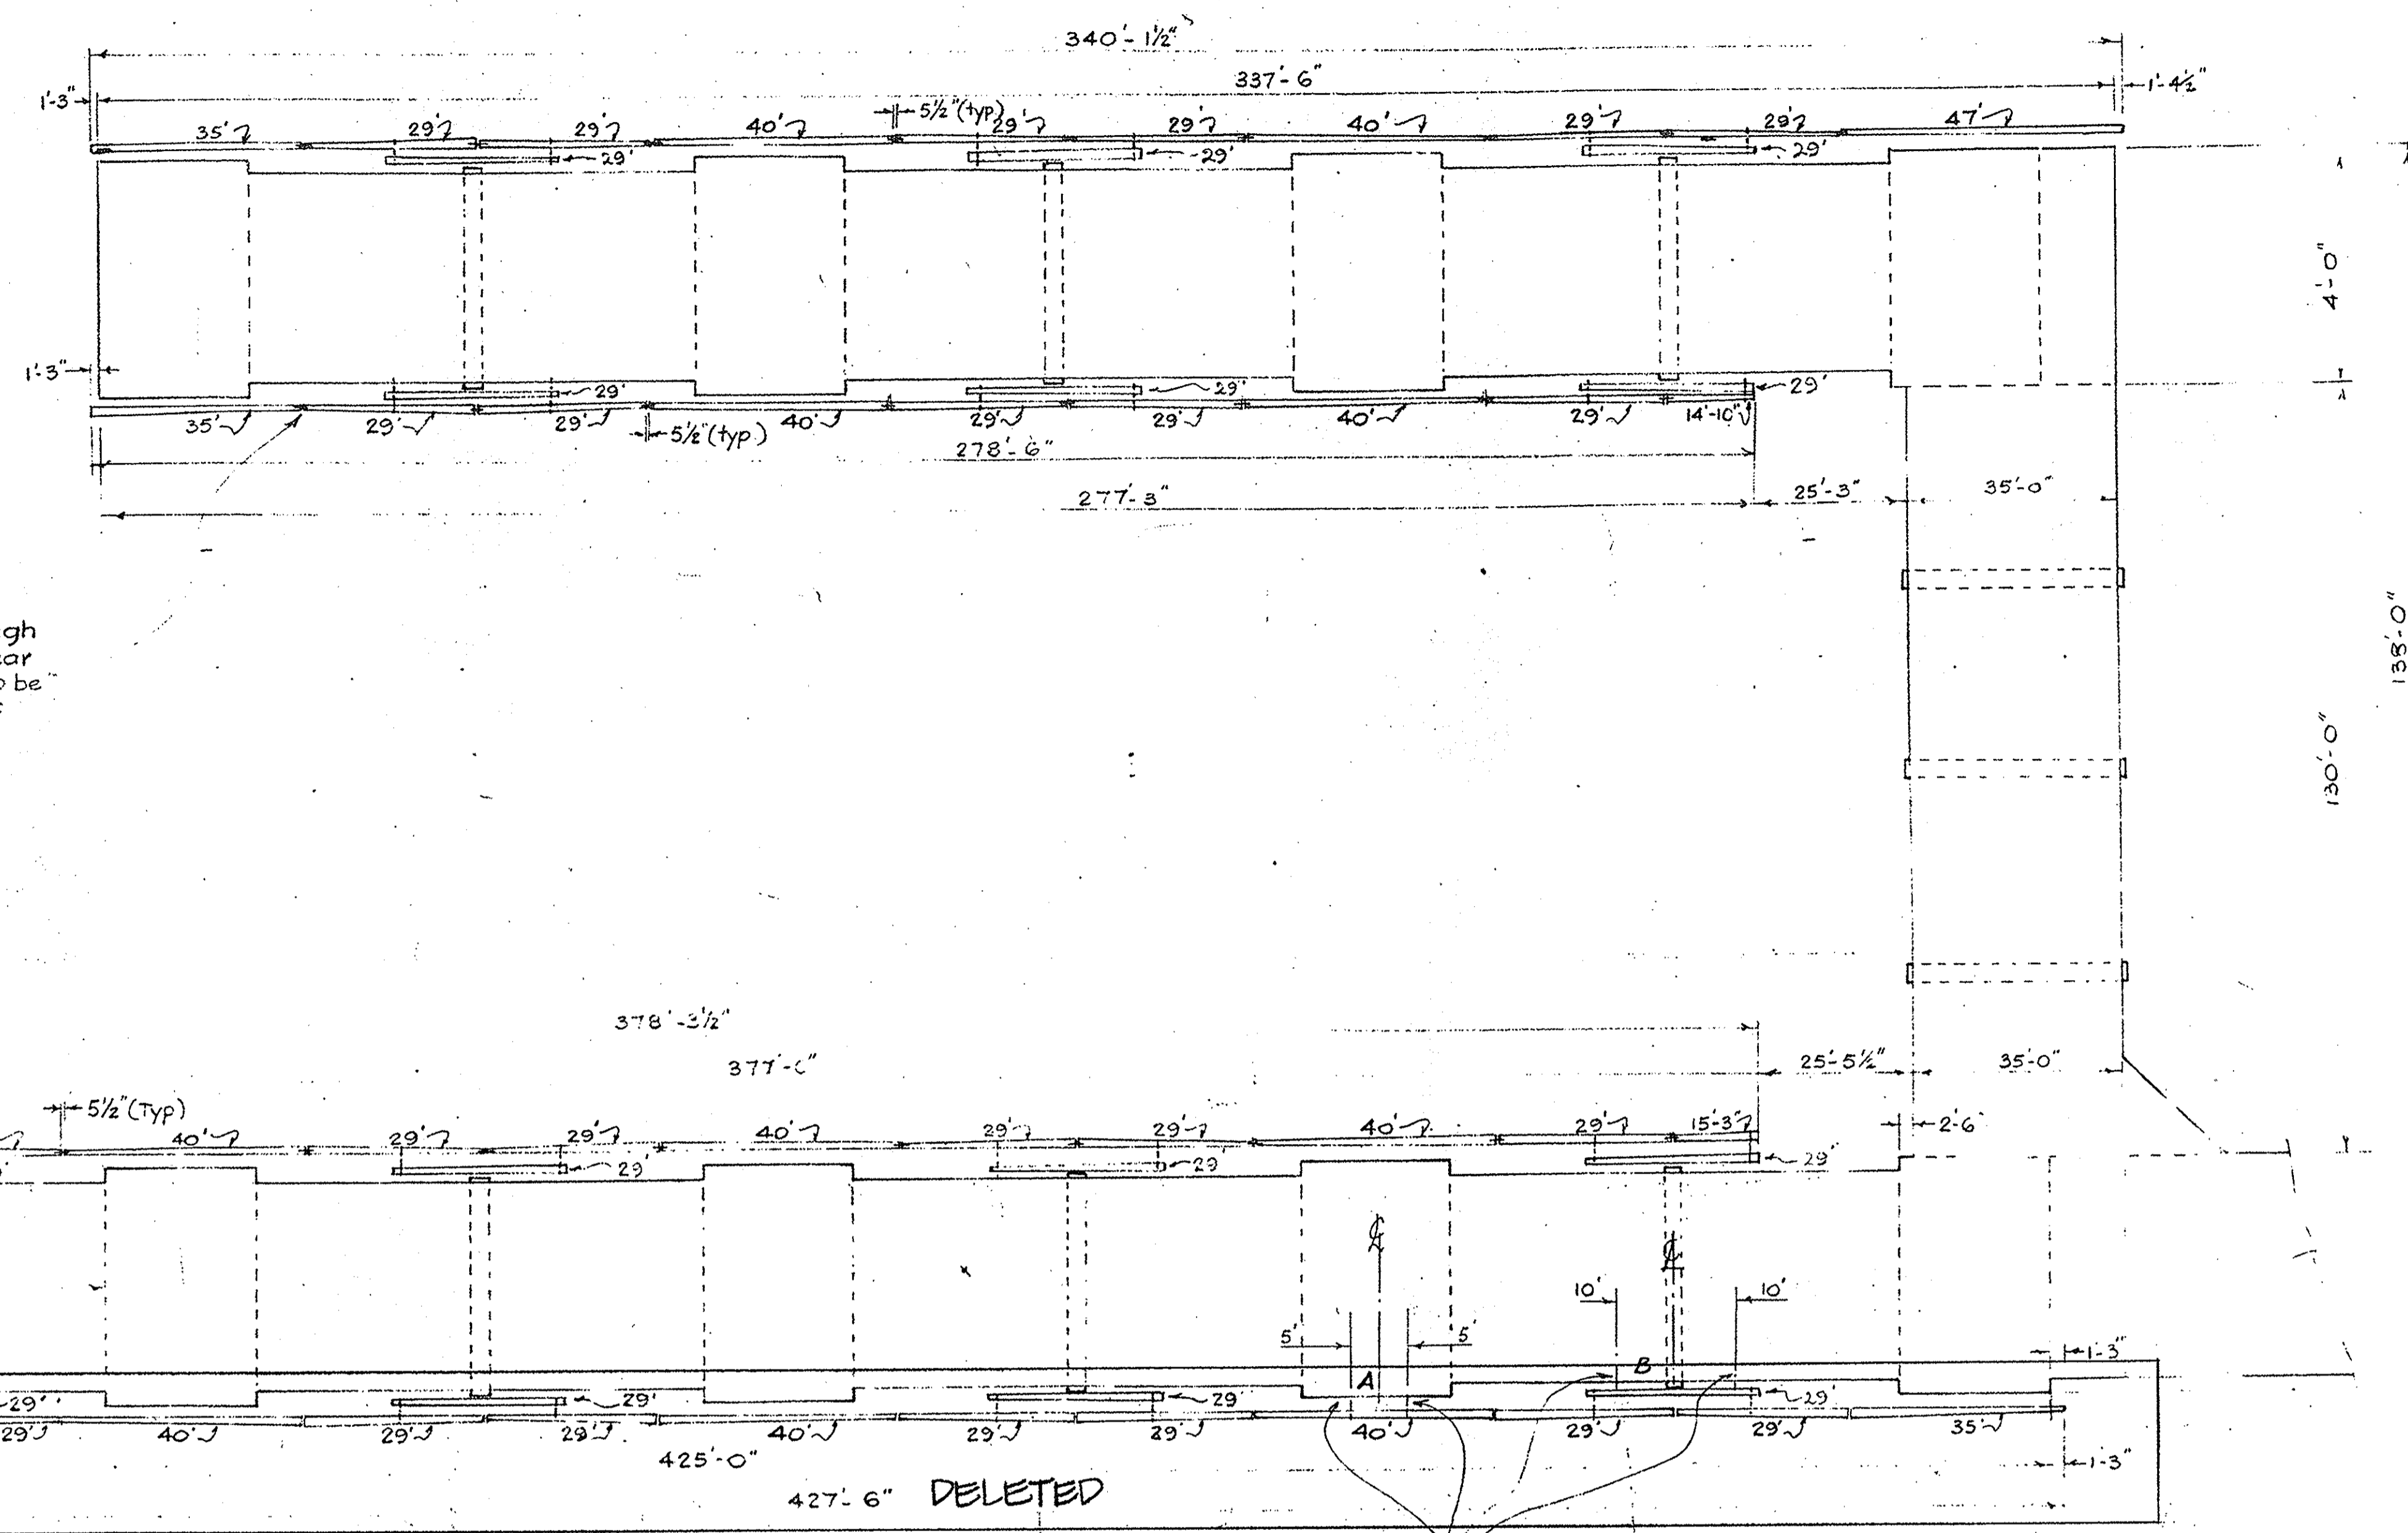 340'-1½"
337'-6"
1'-3"
1'-4½"
5½"(typ)
35' 29' 29' 40' 29' 29' 40' 29' 29' 47'
29' 29' 29'
4'-0"
1'-3"
29' 29' 29'
35' 29' 29' 40' 29' 29' 40' 29' 14'-10"
5½"(typ.)
278'-6"
277'-3" 25'-3" 35'-0"
gh
ar
be
138'-0"
130'-0"
378'-3½"
377'- "
25'-5½" 35'-0"
5½"(Typ)
2'-6"
40' 29' 29' 40' 29' 29' 40' 29' 15'-3"
29' 29' 29'
℄ ℄
10' 10'
5' 5'
1'-3"
A B
29' 29' 29' 29'
29' 40' 29' 29' 40' 29' 29' 40' 29' 29' 35'
425'-0"
1'-3"
427'-6" DELETED